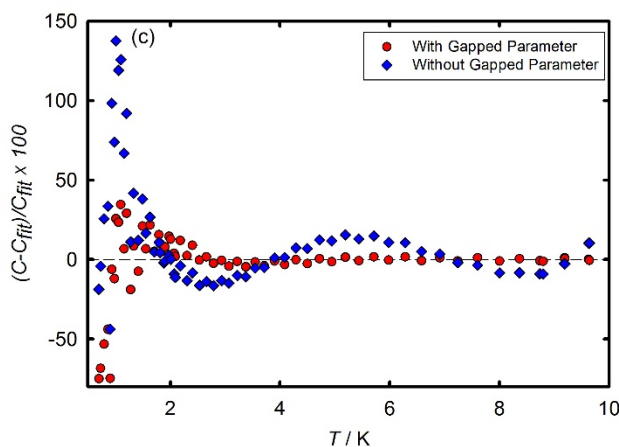 150
(c)
With Gapped Parameter
Without Gapped Parameter
100
50
0
-50
(C-Cfit)/Cfit x 100
2 4 6 8 10
T / K